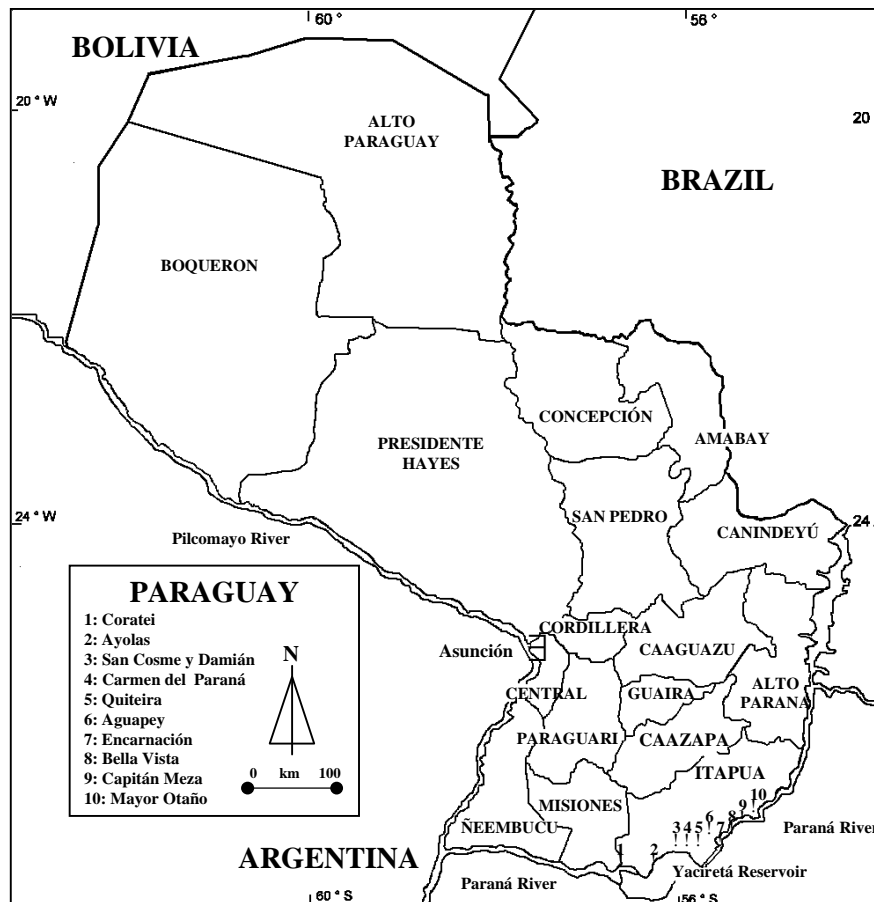 60 °
56 °
BOLIVIA
20 ° W
20
ALTO
PARAGUAY
BRAZIL
BOQUERON
CONCEPCIÓN
AMABAY
PRESIDENTE
HAYES
SAN PEDRO
24 ° W
24
CANINDEYÚ
Pilcomayo River
PARAGUAY
1: Coratei
2: Ayolas
3: San Cosme y Damián
4: Carmen del Paraná
5: Quiteira
6: Aguapey
7: Encarnación
8: Bella Vista
9: Capitán Meza
10: Mayor Otaño
N
0 km 100
CORDILLERA
Asunción
CAAGUAZU
CENTRAL
GUAIRA
ALTO
PARANA
PARAGUARI
CAAZAPA
ITAPUA
MISIONES
ÑEEMBUCU
10
9
8
7
6
3 4 5
! ! !
1
2
Paraná River
ARGENTINA
Yaciretá Reservoir
Paraná River
60 ° S
56 ° S